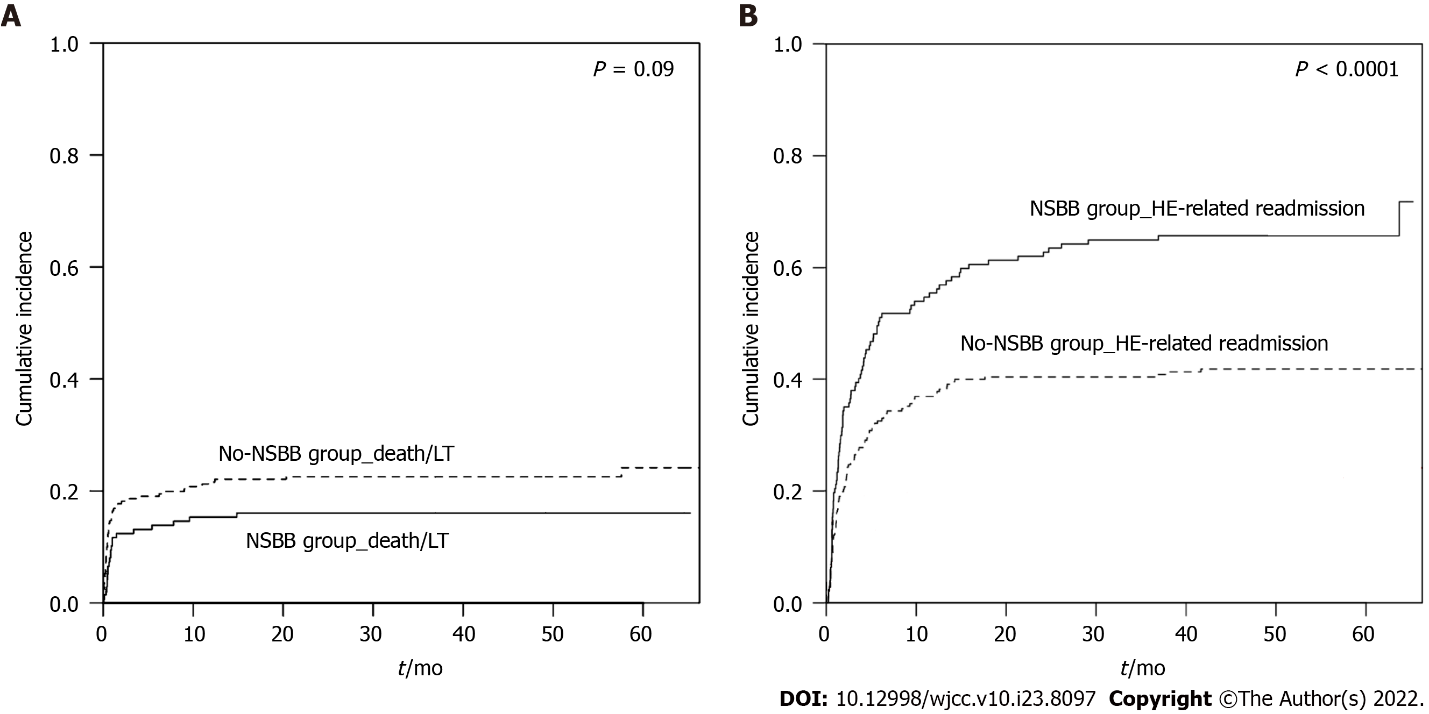 A
B
1.0
0.8
0.6
0.4
0.2
0.0
Cumulative incidence
P = 0.09
No-NSBB group_death/LT
NSBB group_death/LT
0 10 20 30 40 50 60
t/mo
1.0
0.8
0.6
0.4
0.2
0.0
Cumulative incidence
P < 0.0001
NSBB group_HE-related readmission
No-NSBB group_HE-related readmission
0 10 20 30 40 50 60
t/mo
DOI: 10.12998/wjcc.v10.i23.8097 Copyright ©The Author(s) 2022.